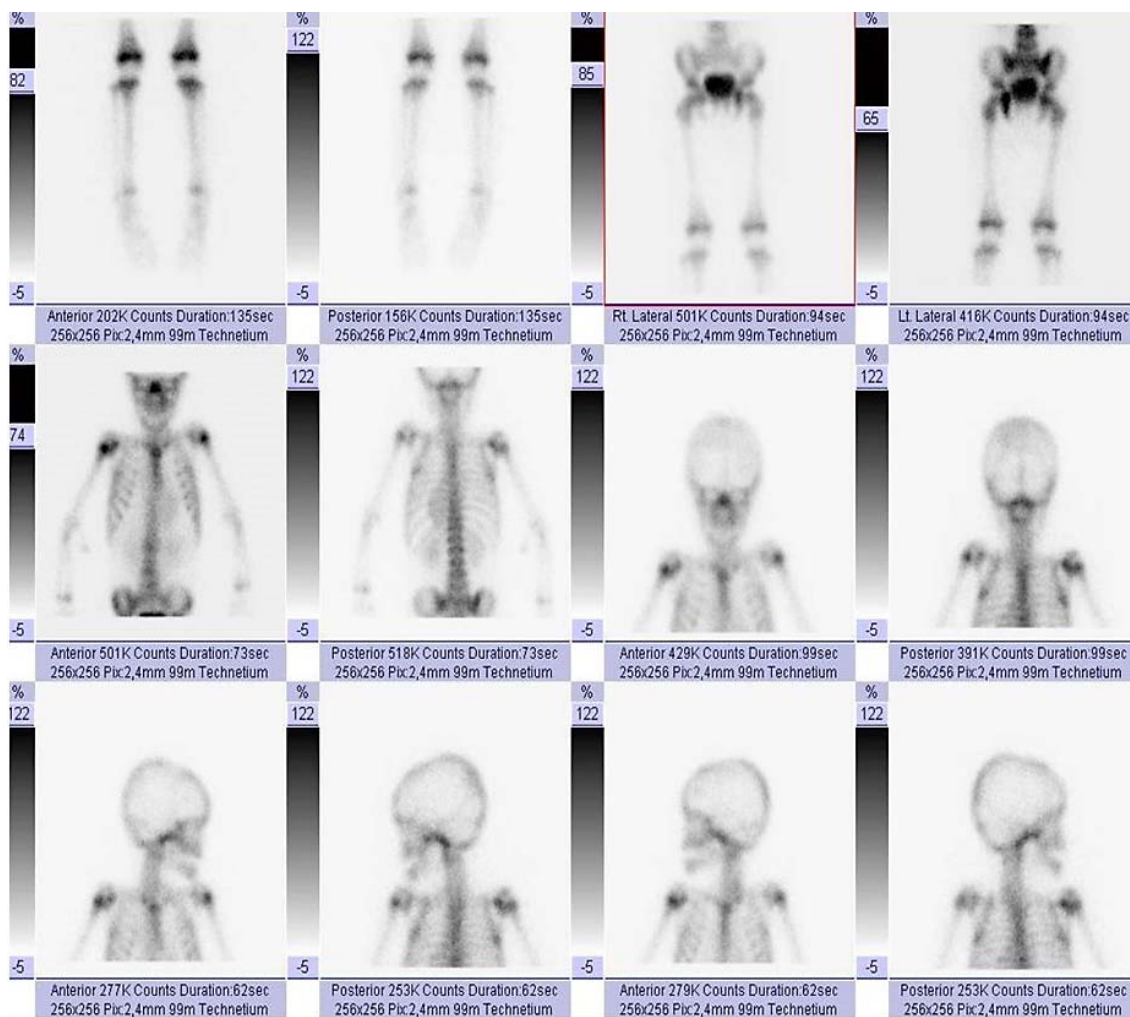 %
82
-5
Anterior 202K Counts Duration:135sec
256x256 Pix:2,4mm 99m Technetium
%
122
-5
Posterior 156K Counts Duration:135sec
256x256 Pix:2,4mm 99m Technetium
%
85
-5
Rt. Lateral 501K Counts Duration:94sec
256x256 Pix:2,4mm 99m Technetium
%
65
-5
Lt. Lateral 416K Counts Duration:94sec
256x256 Pix:2,4mm 99m Technetium
%
74
-5
Anterior 501K Counts Duration:73sec
256x256 Pix:2,4mm 99m Technetium
%
122
-5
Posterior 518K Counts Duration:73sec
256x256 Pix:2,4mm 99m Technetium
%
122
-5
Anterior 429K Counts Duration:99sec
256x256 Pix:2,4mm 99m Technetium
%
122
-5
Posterior 391K Counts Duration:99sec
256x256 Pix:2,4mm 99m Technetium
%
122
-5
Anterior 277K Counts Duration:62sec
256x256 Pix:2,4mm 99m Technetium
%
122
-5
Posterior 253K Counts Duration:62sec
256x256 Pix:2,4mm 99m Technetium
%
122
-5
Anterior 279K Counts Duration:62sec
256x256 Pix:2,4mm 99m Technetium
%
122
-5
Posterior 253K Counts Duration:62sec
256x256 Pix:2,4mm 99m Technetium